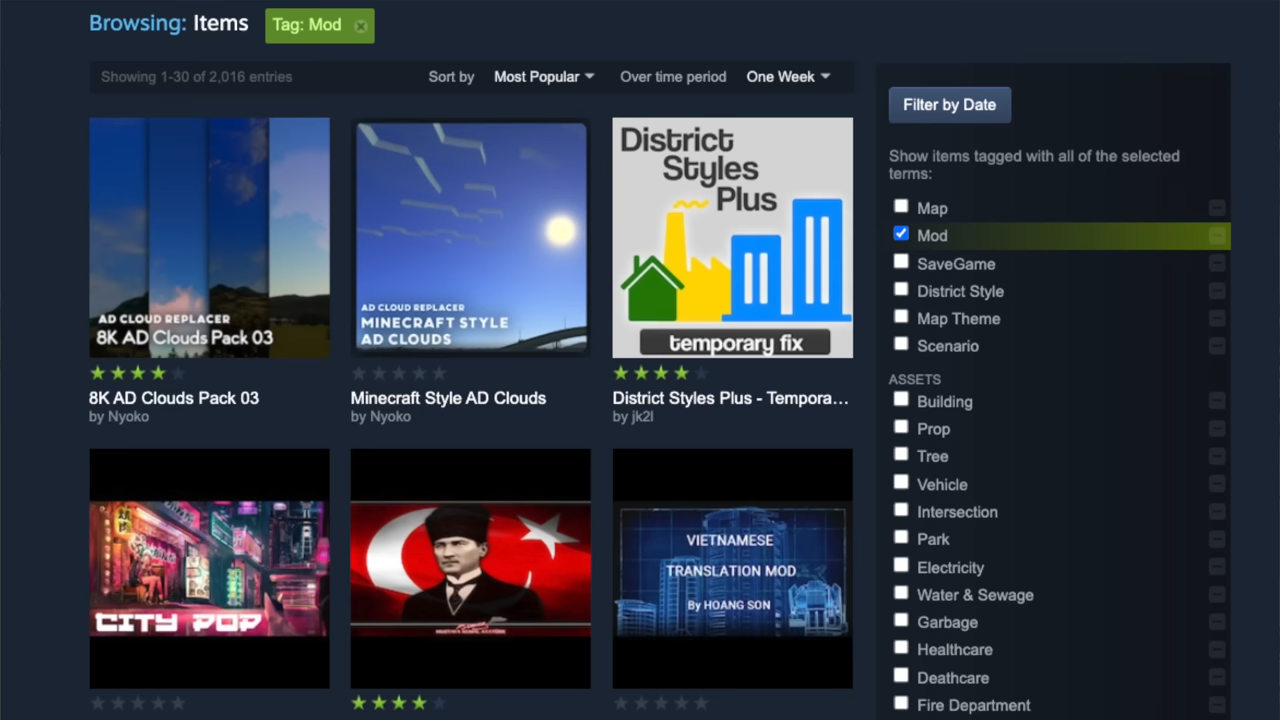 Browsing: Items
Tag: Mod
Showing 1-30 of 2,016 entries
Sort by
Most Popular
Over time period
One Week
AD CLOUD REPLACER
8K AD Clouds Pack 03
8K AD Clouds Pack 03
by Nyoko
AD CLOUD REPLACER
MINECRAFT STYLE
AD CLOUDS
Minecraft Style AD Clouds
by Nyoko
District
Styles
Plus
temporary fix
District Styles Plus - Tempora...
by jk2l
CITY POP
VIETNAMESE
TRANSLATION MOD
By HOANG SON
Filter by Date
Show items tagged with all of the selected
terms:
Map
Mod
SaveGame
District Style
Map Theme
Scenario
ASSETS
Building
Prop
Tree
Vehicle
Intersection
Park
Electricity
Water & Sewage
Garbage
Healthcare
Deathcare
Fire Department